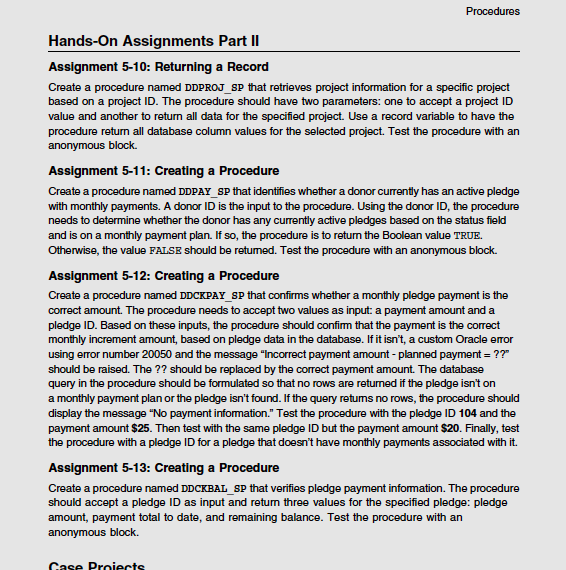 Procedures
Hands-On Assignments Part II
Assignment 5-10: Returning a Record
Create a procedure named DDPROJ_SP that retrieves project information for a specific project
based on a project ID. The procedure should have two parameters: one to accept a project ID
value and another to return all data for the specified project. Use a record variable to have the
procedure return all database column values for the selected project. Test the procedure with an
anonymous block.
Assignment 5-11: Creating a Procedure
Create a procedure named DDPAY_SP that identifies whether a donor currently has an active pledge
with monthly payments. A donor ID is the input to the procedure. Using the donor ID, the procedure
needs to determine whether the donor has any currently active pledges based on the status field
and is on a monthly payment plan. If so, the procedure is to return the Boolean value TRUE.
Otherwise, the value FALSE should be returned. Test the procedure with an anonymous block.
Assignment 5-12: Creating a Procedure
Create a procedure named DDCKPAY_SP that confirms whether a monthly pledge payment is the
correct amount. The procedure needs to accept two values as input: a payment amount and a
pledge ID. Based on these inputs, the procedure should confirm that the payment is the correct
monthly increment amount, based on pledge data in the database. If it isn't, a custom Oracle error
using error number 20050 and the message “Incorrect payment amount - planned payment = ??”
should be raised. The ?? should be replaced by the correct payment amount. The database
query in the procedure should be formulated so that no rows are returned if the pledge isn't on
a monthly payment plan or the pledge isn't found. If the query returns no rows, the procedure should
display the message “No payment information.” Test the procedure with the pledge ID 104 and the
payment amount $25. Then test with the same pledge ID but the payment amount $20. Finally, test
the procedure with a pledge ID for a pledge that doesn't have monthly payments associated with it.
Assignment 5-13: Creating a Procedure
Create a procedure named DDCKBAL_SP that verifies pledge payment information. The procedure
should accept a pledge ID as input and return three values for the specified pledge: pledge
amount, payment total to date, and remaining balance. Test the procedure with an
anonymous block.
Case Projects